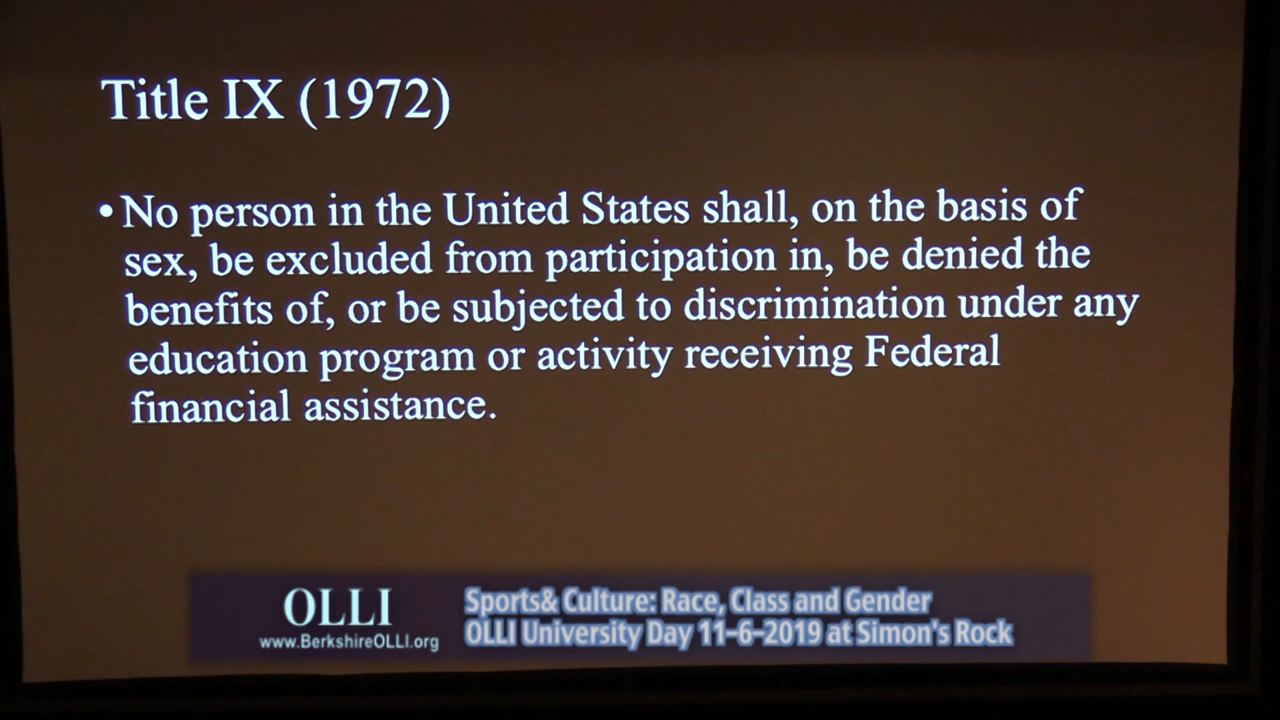 Title IX (1972)
• No person in the United States shall, on the basis of
sex, be excluded from participation in, be denied the
benefits of, or be subjected to discrimination under any
education program or activity receiving Federal
financial assistance.
OLLI
www.BerkshireOLLI.org
Sports& Culture: Race, Class and Gender
OLLI University Day 11-6-2019 at Simon's Rock